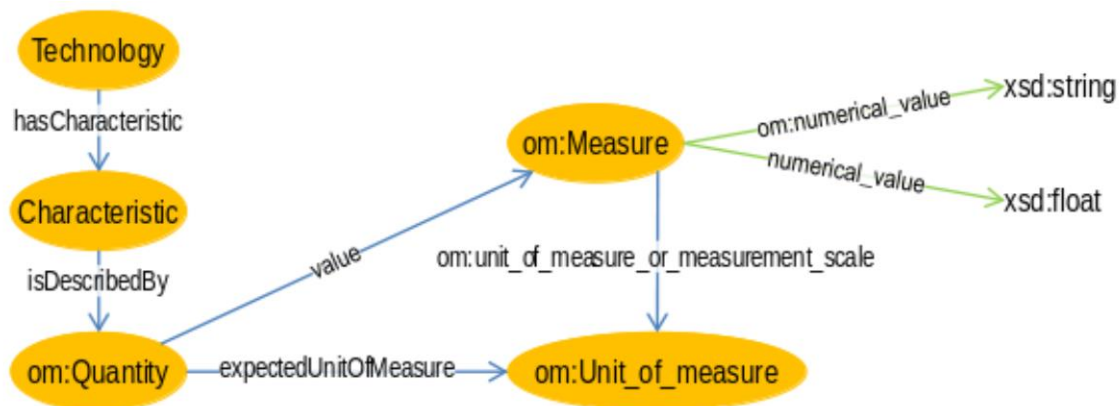 Technology
hasCharacteristic
Characteristic
isDescribedBy
om:Quantity
value
expectedUnitOfMeasure
om:Measure
om:numerical_value
xsd:string
numerical_value
xsd:float
om:unit_of_measure_or_measurement_scale
om:Unit_of_measure